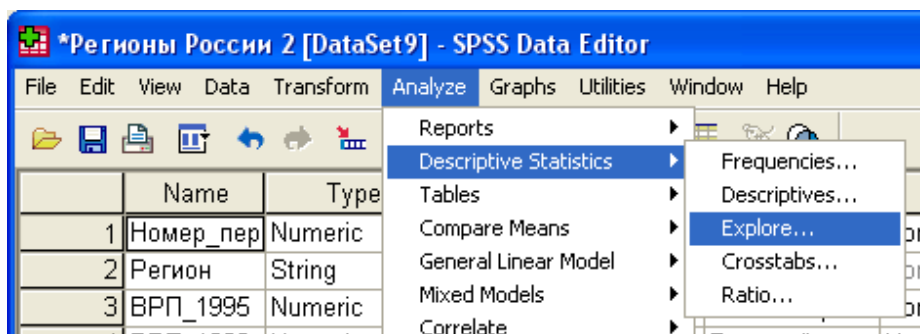 *Регионы России 2 [DataSet9] - SPSS Data Editor
File Edit View Data Transform Analyze Graphs Utilities Window Help
Reports
Descriptive Statistics
Tables
Compare Means
General Linear Model
Mixed Models
Correlate
Frequencies...
Descriptives...
Explore...
Crosstabs...
Ratio...
Name Type
1 Номер_пер Numeric
2 Регион String
3 ВРП_1995 Numeric